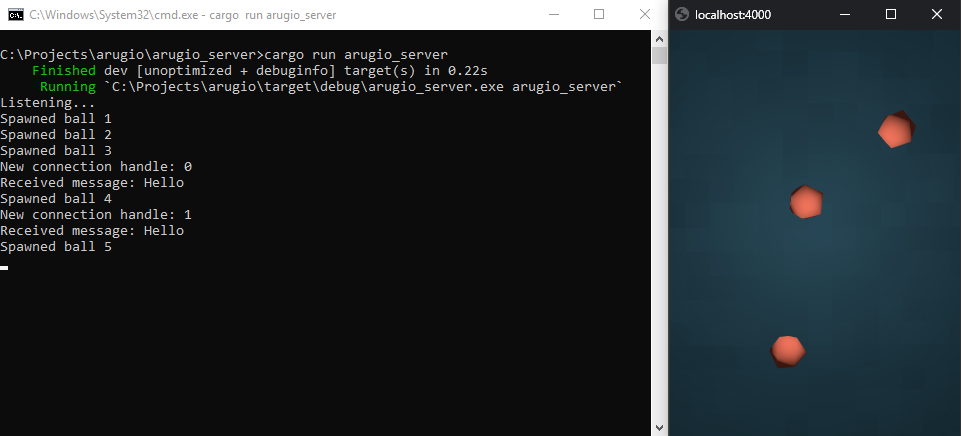 C:\Windows\System32\cmd.exe - cargo  run arugio_server
C:\Projects\arugio\arugio_server>cargo run arugio_server
    Finished dev [unoptimized + debuginfo] target(s) in 0.22s
     Running `C:\Projects\arugio\target\debug\arugio_server.exe arugio_server`
Listening...
Spawned ball 1
Spawned ball 2
Spawned ball 3
New connection handle: 0
Received message: Hello
Spawned ball 4
New connection handle: 1
Received message: Hello
Spawned ball 5
localhost:4000